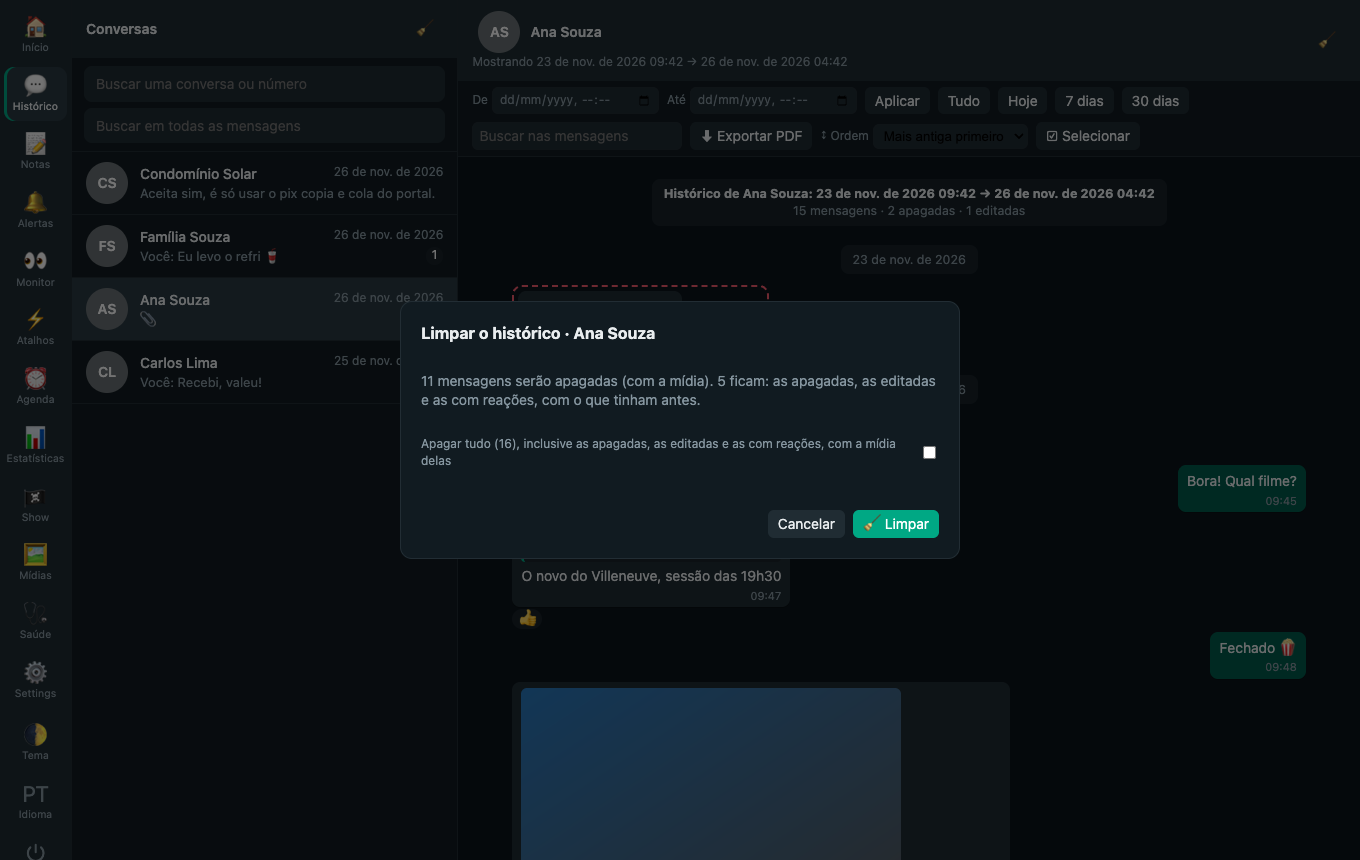 Início
Histórico
Notas
Alertas
Monitor
Atalhos
Agenda
Estatísticas
Show
Mídias
Saúde
Settings
Tema
PT
Idioma
Conversas
Buscar uma conversa ou número
Buscar em todas as mensagens
CS
Condomínio Solar
26 de nov. de 2026
Aceita sim, é só usar o pix copia e cola do portal.
FS
Família Souza
26 de nov. de 2026
Você: Eu levo o refri 🥤
1
AS
Ana Souza
26 de nov. de 2026
CL
Carlos Lima
25 de nov. d
Você: Recebi, valeu!
AS
Ana Souza
Mostrando 23 de nov. de 2026 09:42 → 26 de nov. de 2026 04:42
De dd/mm/yyyy, --:-- Até dd/mm/yyyy, --:-- Aplicar Tudo Hoje 7 dias 30 dias
Buscar nas mensagens ⬇ Exportar PDF ↕ Ordem Mais antiga primeiro ☑ Selecionar
Histórico de Ana Souza: 23 de nov. de 2026 09:42 → 26 de nov. de 2026 04:42
15 mensagens · 2 apagadas · 1 editadas
23 de nov. de 2026
6
Limpar o histórico · Ana Souza
11 mensagens serão apagadas (com a mídia). 5 ficam: as apagadas, as editadas
e as com reações, com o que tinham antes.
Apagar tudo (16), inclusive as apagadas, as editadas e as com reações, com a mídia
delas
Cancelar
🧹 Limpar
Bora! Qual filme?
09:45
O novo do Villeneuve, sessão das 19h30
09:47
👍
Fechado 🍿
09:48